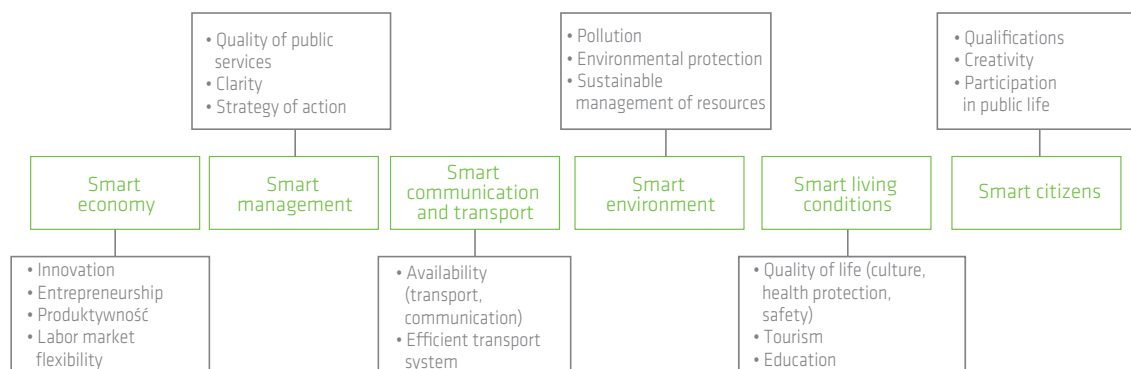 • Quality of public
services
• Clarity
• Strategy of action
• Pollution
• Environmental protection
• Sustainable
management of resources
• Qualifications
• Creativity
• Participation
in public life
Smart
economy
Smart
management
Smart
communication
and transport
Smart
environment
Smart living
conditions
Smart citizens
• Innovation
• Entrepreneurship
• Produktywność
• Labor market
flexibility
• Availability
(transport,
communication)
• Efficient transport
system
• Quality of life (culture,
health protection,
safety)
• Tourism
• Education